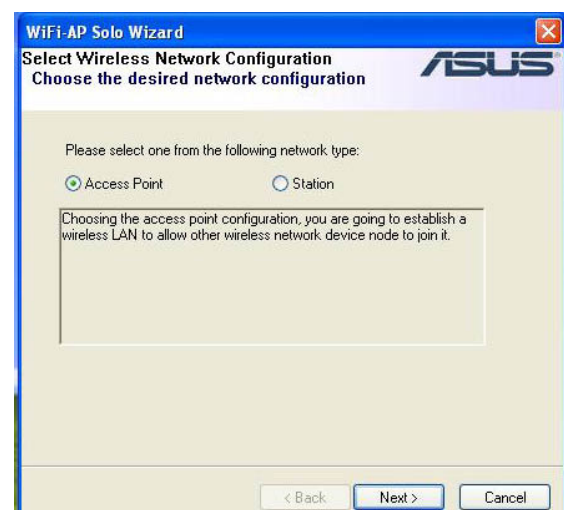 WiFi-AP Solo Wizard
Select Wireless Network Configuration
Choose the desired network configuration
ASUS
Please select one from the following network type:
Access Point
Station
Choosing the access point configuration, you are going to establish a
wireless LAN to allow other wireless network device node to join it.
< Back
Next >
Cancel